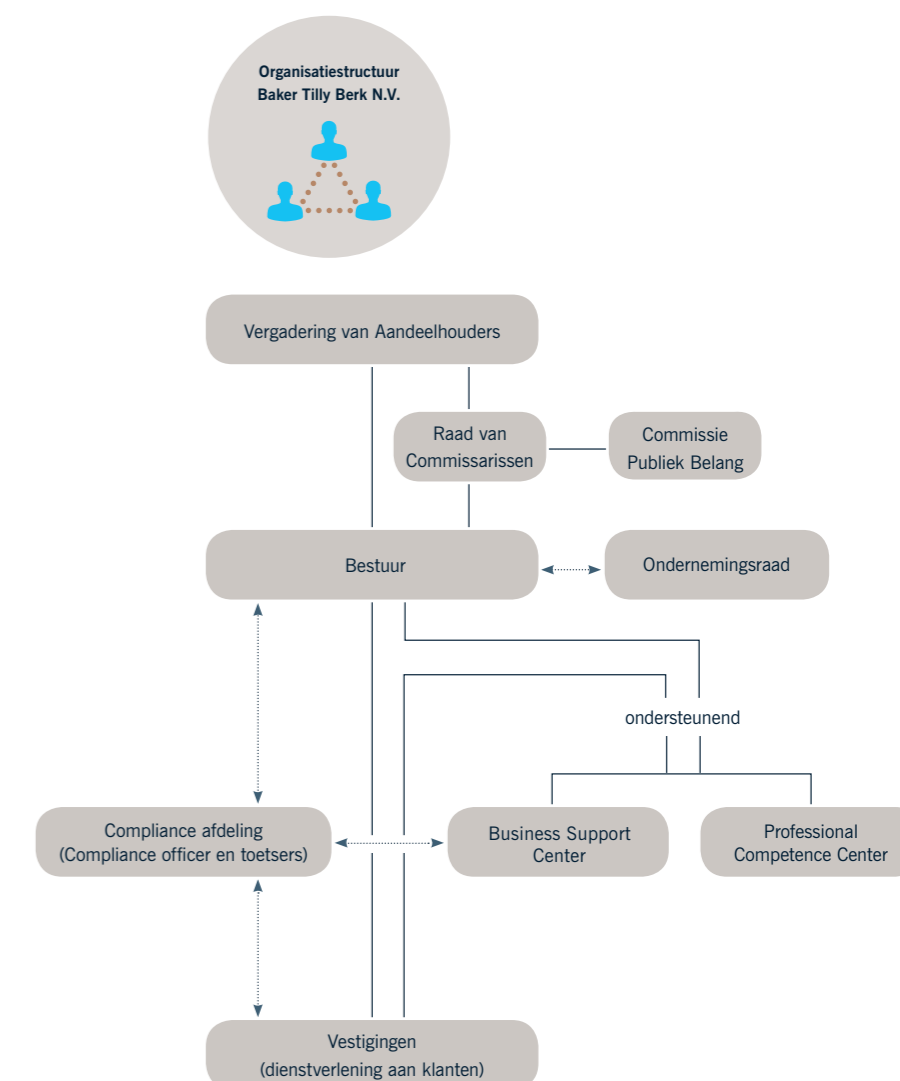 Organisatiestructuur
Baker Tilly Berk N.V.
Vergadering van Aandeelhouders
Raad van
Commissarissen
Commissie
Publiek Belang
Bestuur
Ondernemingsraad
ondersteunend
Compliance afdeling
(Compliance officer en toetsers)
Business Support
Center
Professional
Competence Center
Vestigingen
(dienstverlening aan klanten)